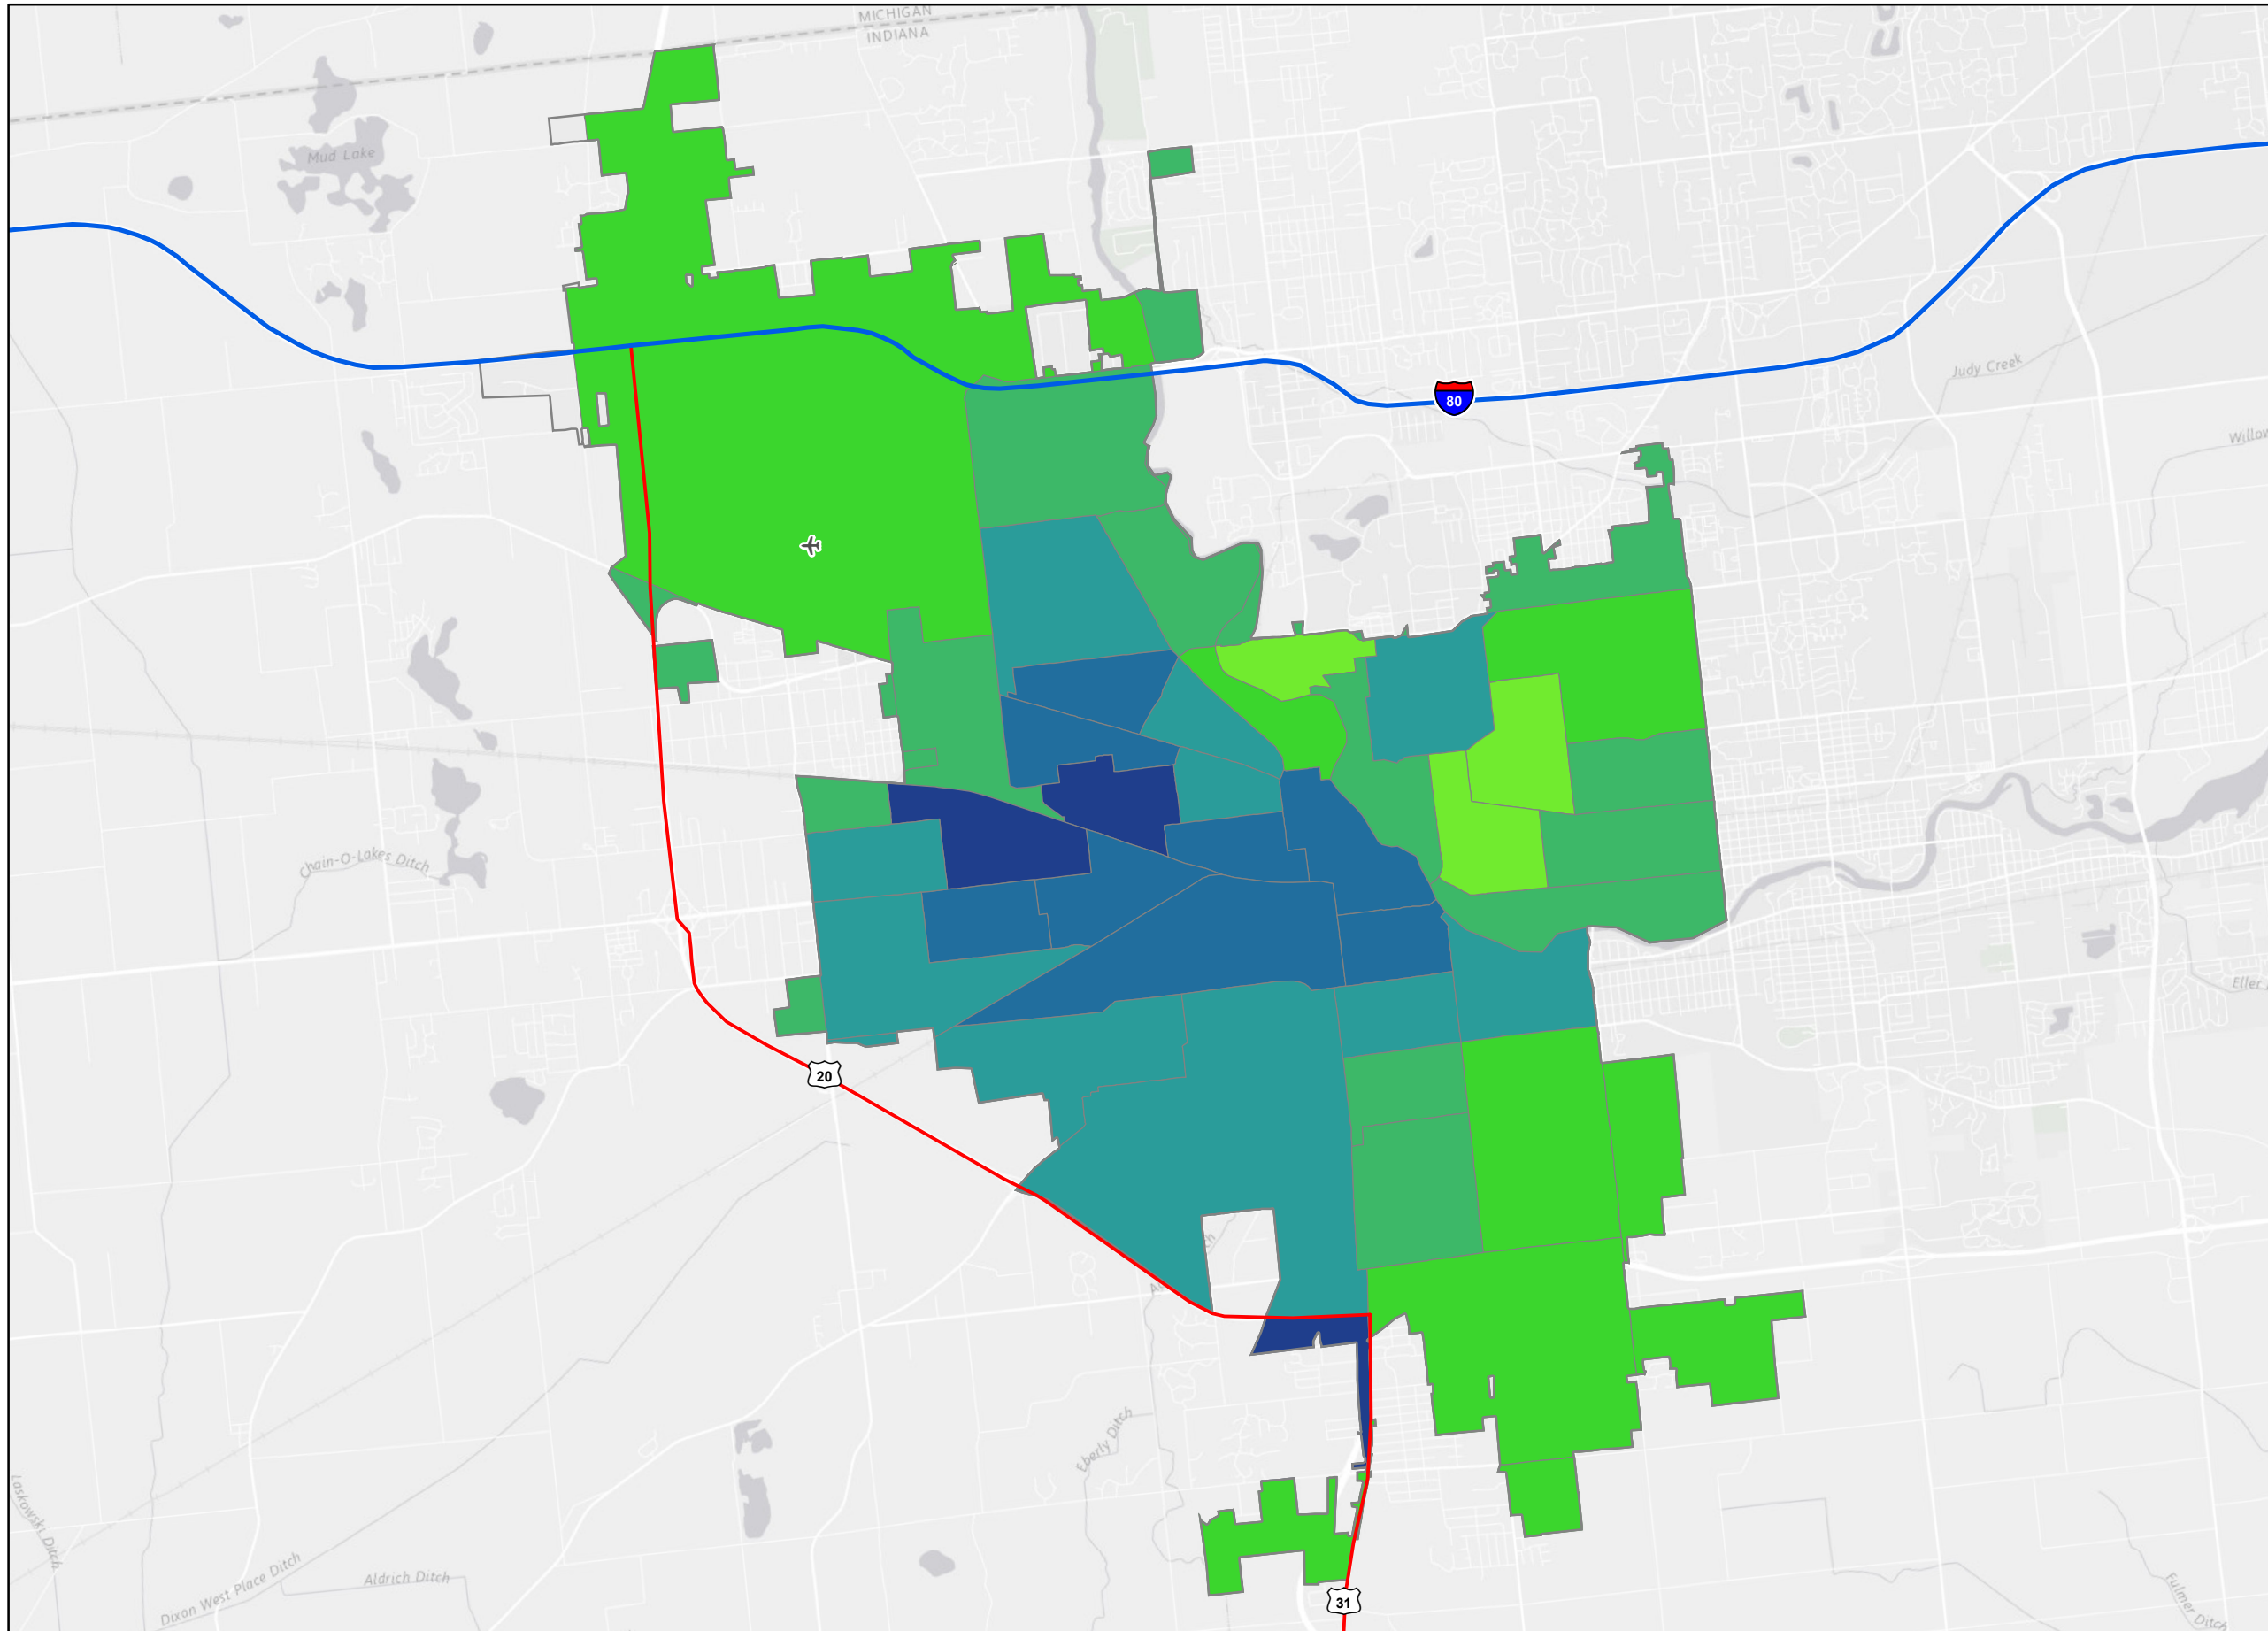 MICHIGAN
INDIANA
Mud Lake
Judy Creek
80
Willow
Chain-O-Lakes Ditch
Eller
20
Eberly Ditch
Laskowski Ditch
Dixon West Place Ditch
Aldrich Ditch
Fulmer Ditch
31